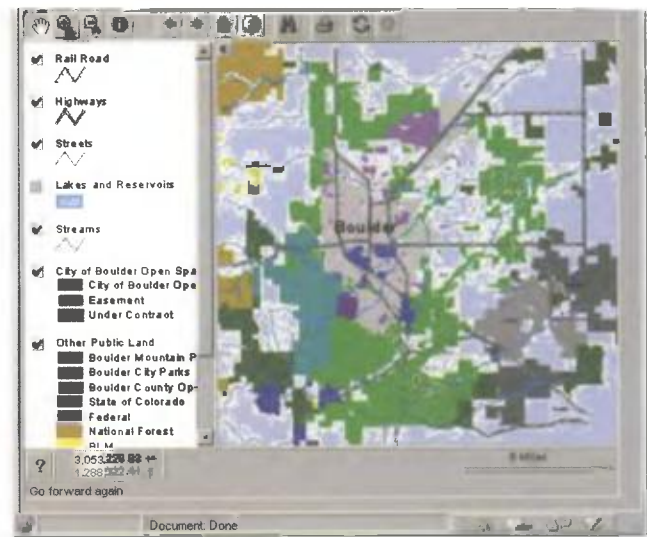 Rail Road
Highways
Streets
Lakes and Reservoirs
Streams
City of Boulder Open Spa
City of Boulder Ope
Easement
Under Contract
Other Public Land
Boulder Mountain P
Boulder City Parks
Boulder County Op-
State of Colorado
Federal
National Forest
BLM
Boulder
?
Go forward again
Document: Done